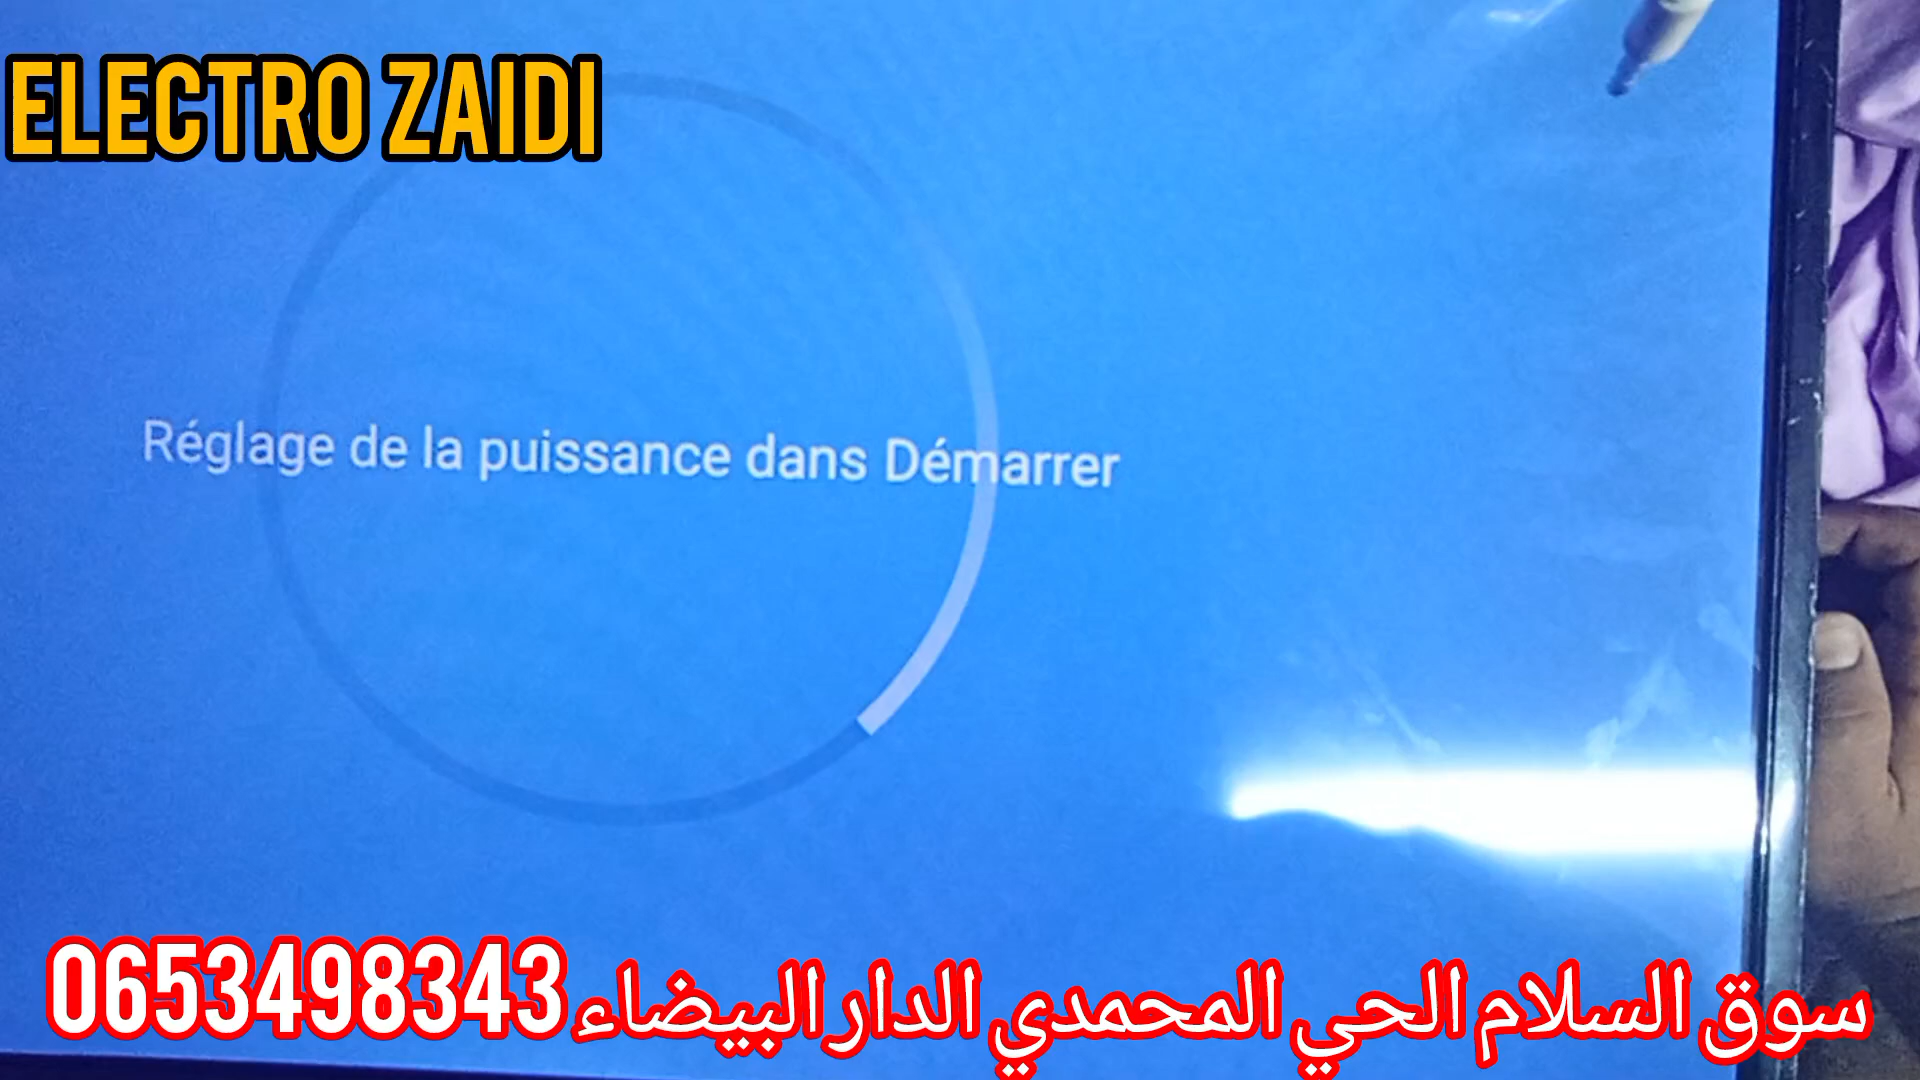 ELECTRO ZAIDI
Réglage de la puissance dans Démarrer
سوق السلام الحي المحمدي الدار البيضاء 0653498343